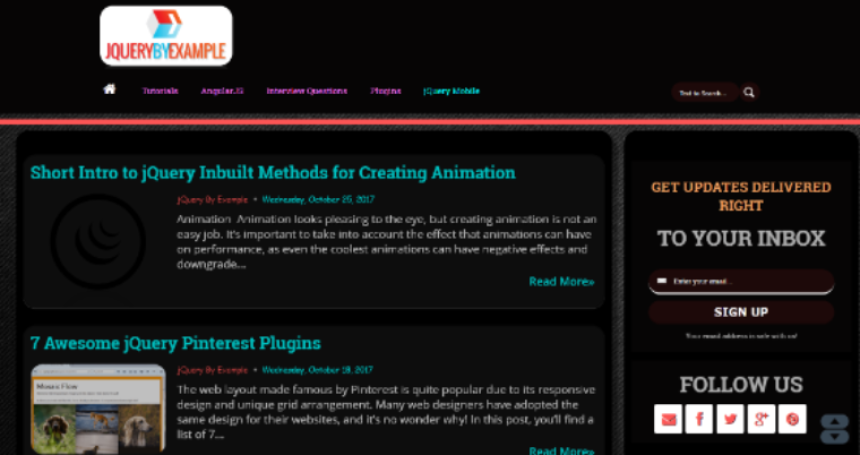 JQUERYBYEXAMPLE
Tutorials AngularJS Interview Questions Plugins jQuery Mobile
Text to Search...
Short Intro to jQuery Inbuilt Methods for Creating Animation
jQuery By Example • Wednesday, October 25, 2017
Animation Animation looks pleasing to the eye, but creating animation is not an
easy job. It's important to take into account the effect that animations can have
on performance, as even the coolest animations can have negative effects and
downgrade....
Read More»
7 Awesome jQuery Pinterest Plugins
jQuery By Example • Wednesday, October 18, 2017
Mosaic Flow
The web layout made famous by Pinterest is quite popular due to its responsive
design and unique grid arrangement. Many web designers have adopted the
same design for their websites, and it's no wonder why! In this post, you'll find a
list of 7....
Read More»
GET UPDATES DELIVERED
RIGHT
TO YOUR INBOX
Enter your email...
SIGN UP
Your email address is safe with us!
FOLLOW US